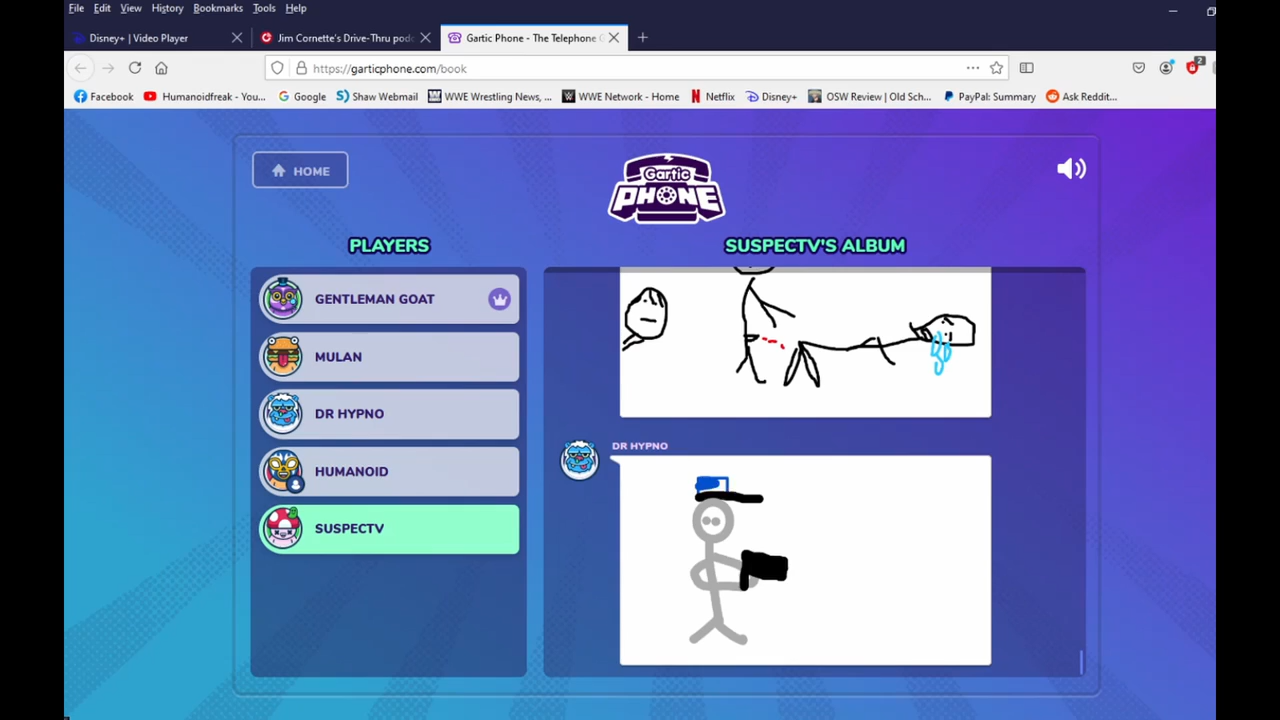 File Edit View History Bookmarks Tools Help
Disney+ | Video Player Jim Cornette's Drive-Thru pod Gartic Phone - The Telephone G
https://garticphone.com/book
2
Facebook Humanoidfreak - You... Google Shaw Webmail WWE Wrestling News, ... WWE Network - Home Netflix Disney+ OSW Review | Old Sch... PayPal: Summary Ask Reddit...
HOME
Gartic
PHONE
PLAYERS
SUSPECTV'S ALBUM
GENTLEMAN GOAT
MULAN
DR HYPNO
HUMANOID
SUSPECTV
DR HYPNO